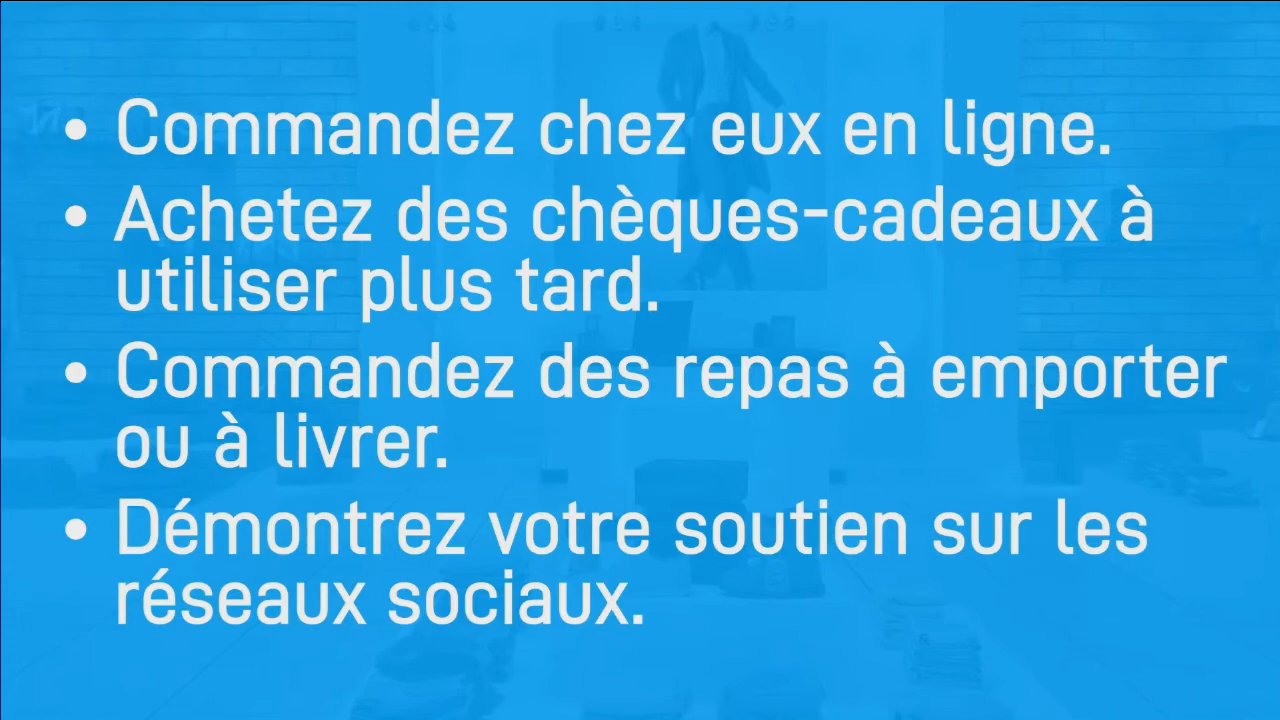 • Commandez chez eux en ligne.
• Achetez des chèques-cadeaux à
utiliser plus tard.
• Commandez des repas à emporter
ou à livrer.
• Démontrez votre soutien sur les
réseaux sociaux.